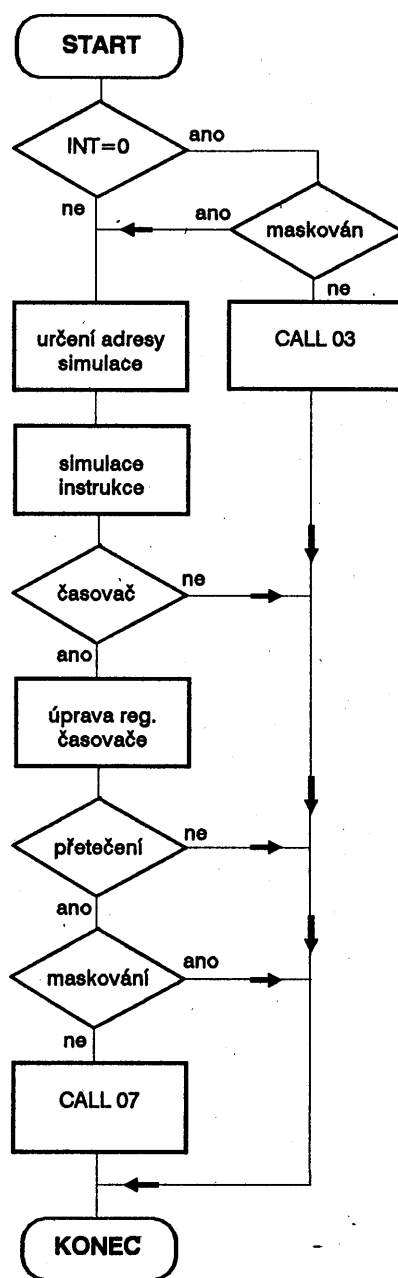 START
INT=0
ano
ne
ano
maskován
ne
určení adresy
simulace
CALL 03
simulace
instrukce
časovač
ne
ano
úprava reg.
časovače
přetečení
ne
ano
maskování
ano
ne
CALL 07
KONEC